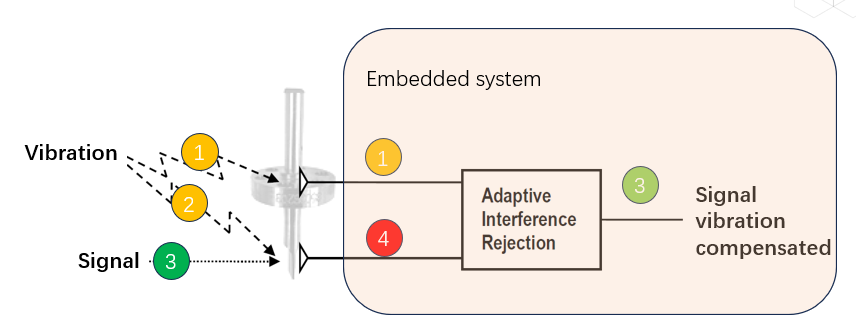 Embedded system
Vibration
1
2
Signal
3
1
4
Adaptive
Interference
Rejection
3
Signal
vibration
compensated